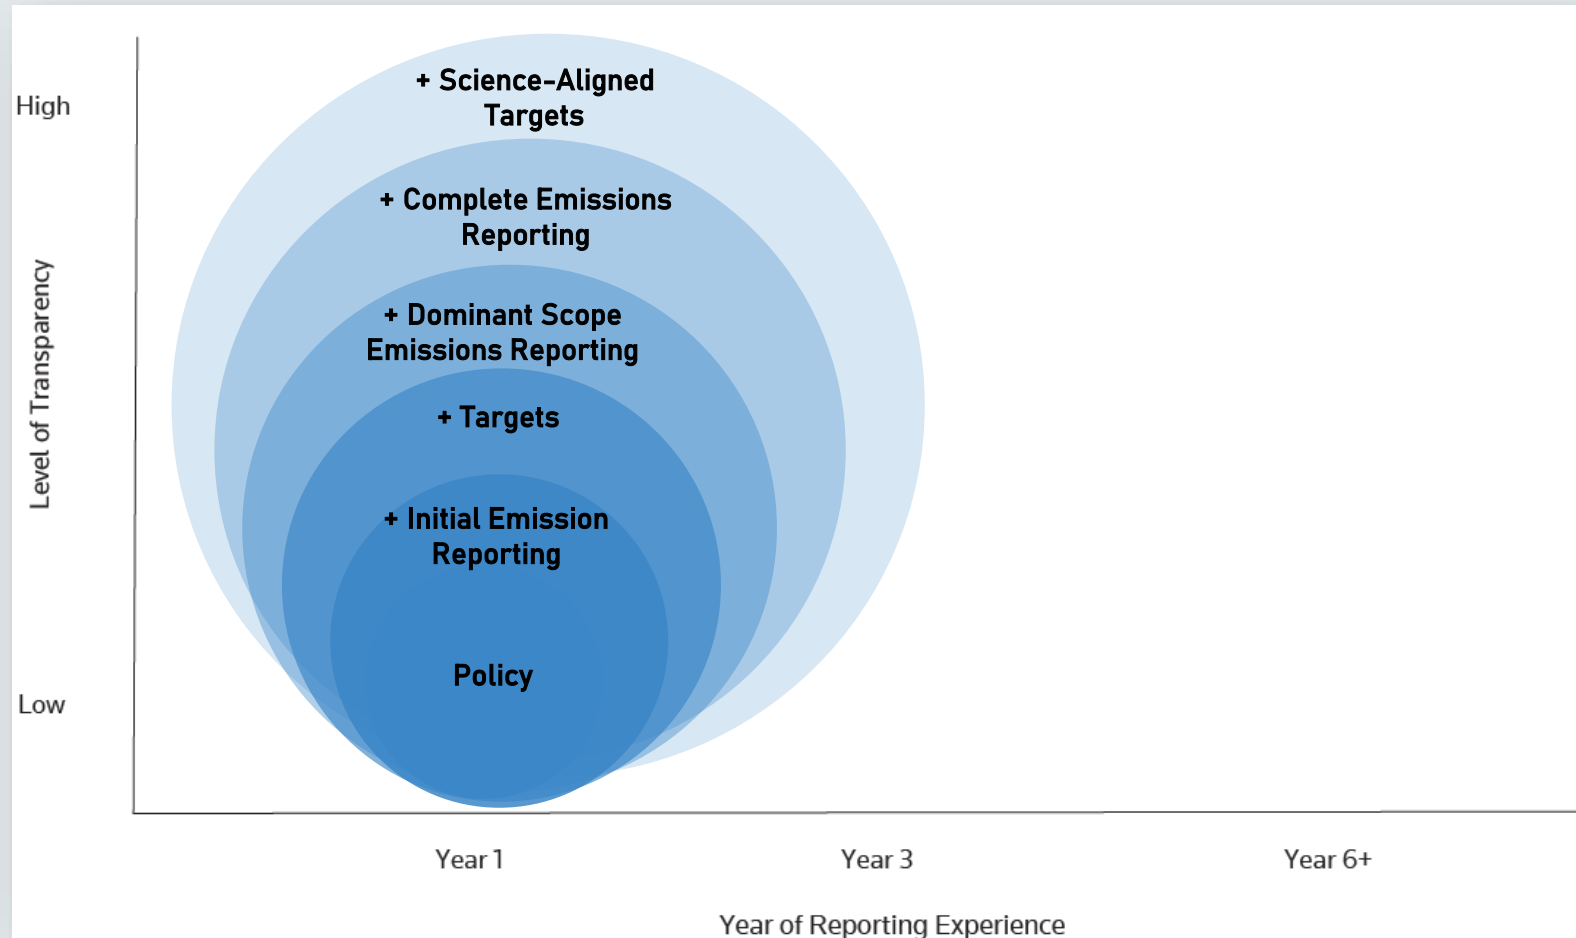 High
+ Science-Aligned
Targets
+ Complete Emissions
Reporting
+ Dominant Scope
Emissions Reporting
+ Targets
+ Initial Emission
Reporting
Policy
Level of Transparency
Low
Year 1
Year 3
Year 6+
Year of Reporting Experience